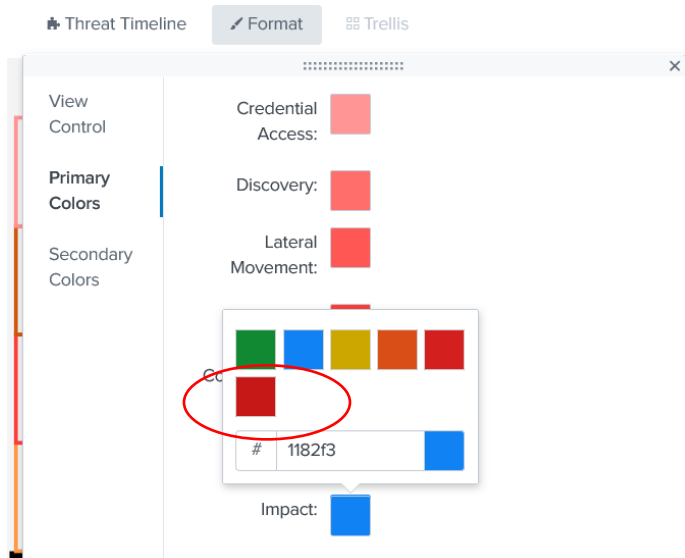 Threat Timeline
Format
Trellis
View
Control
Primary
Colors
Secondary
Colors
Credential
Access:
Discovery:
Lateral
Movement:
# 1182f3
Impact: